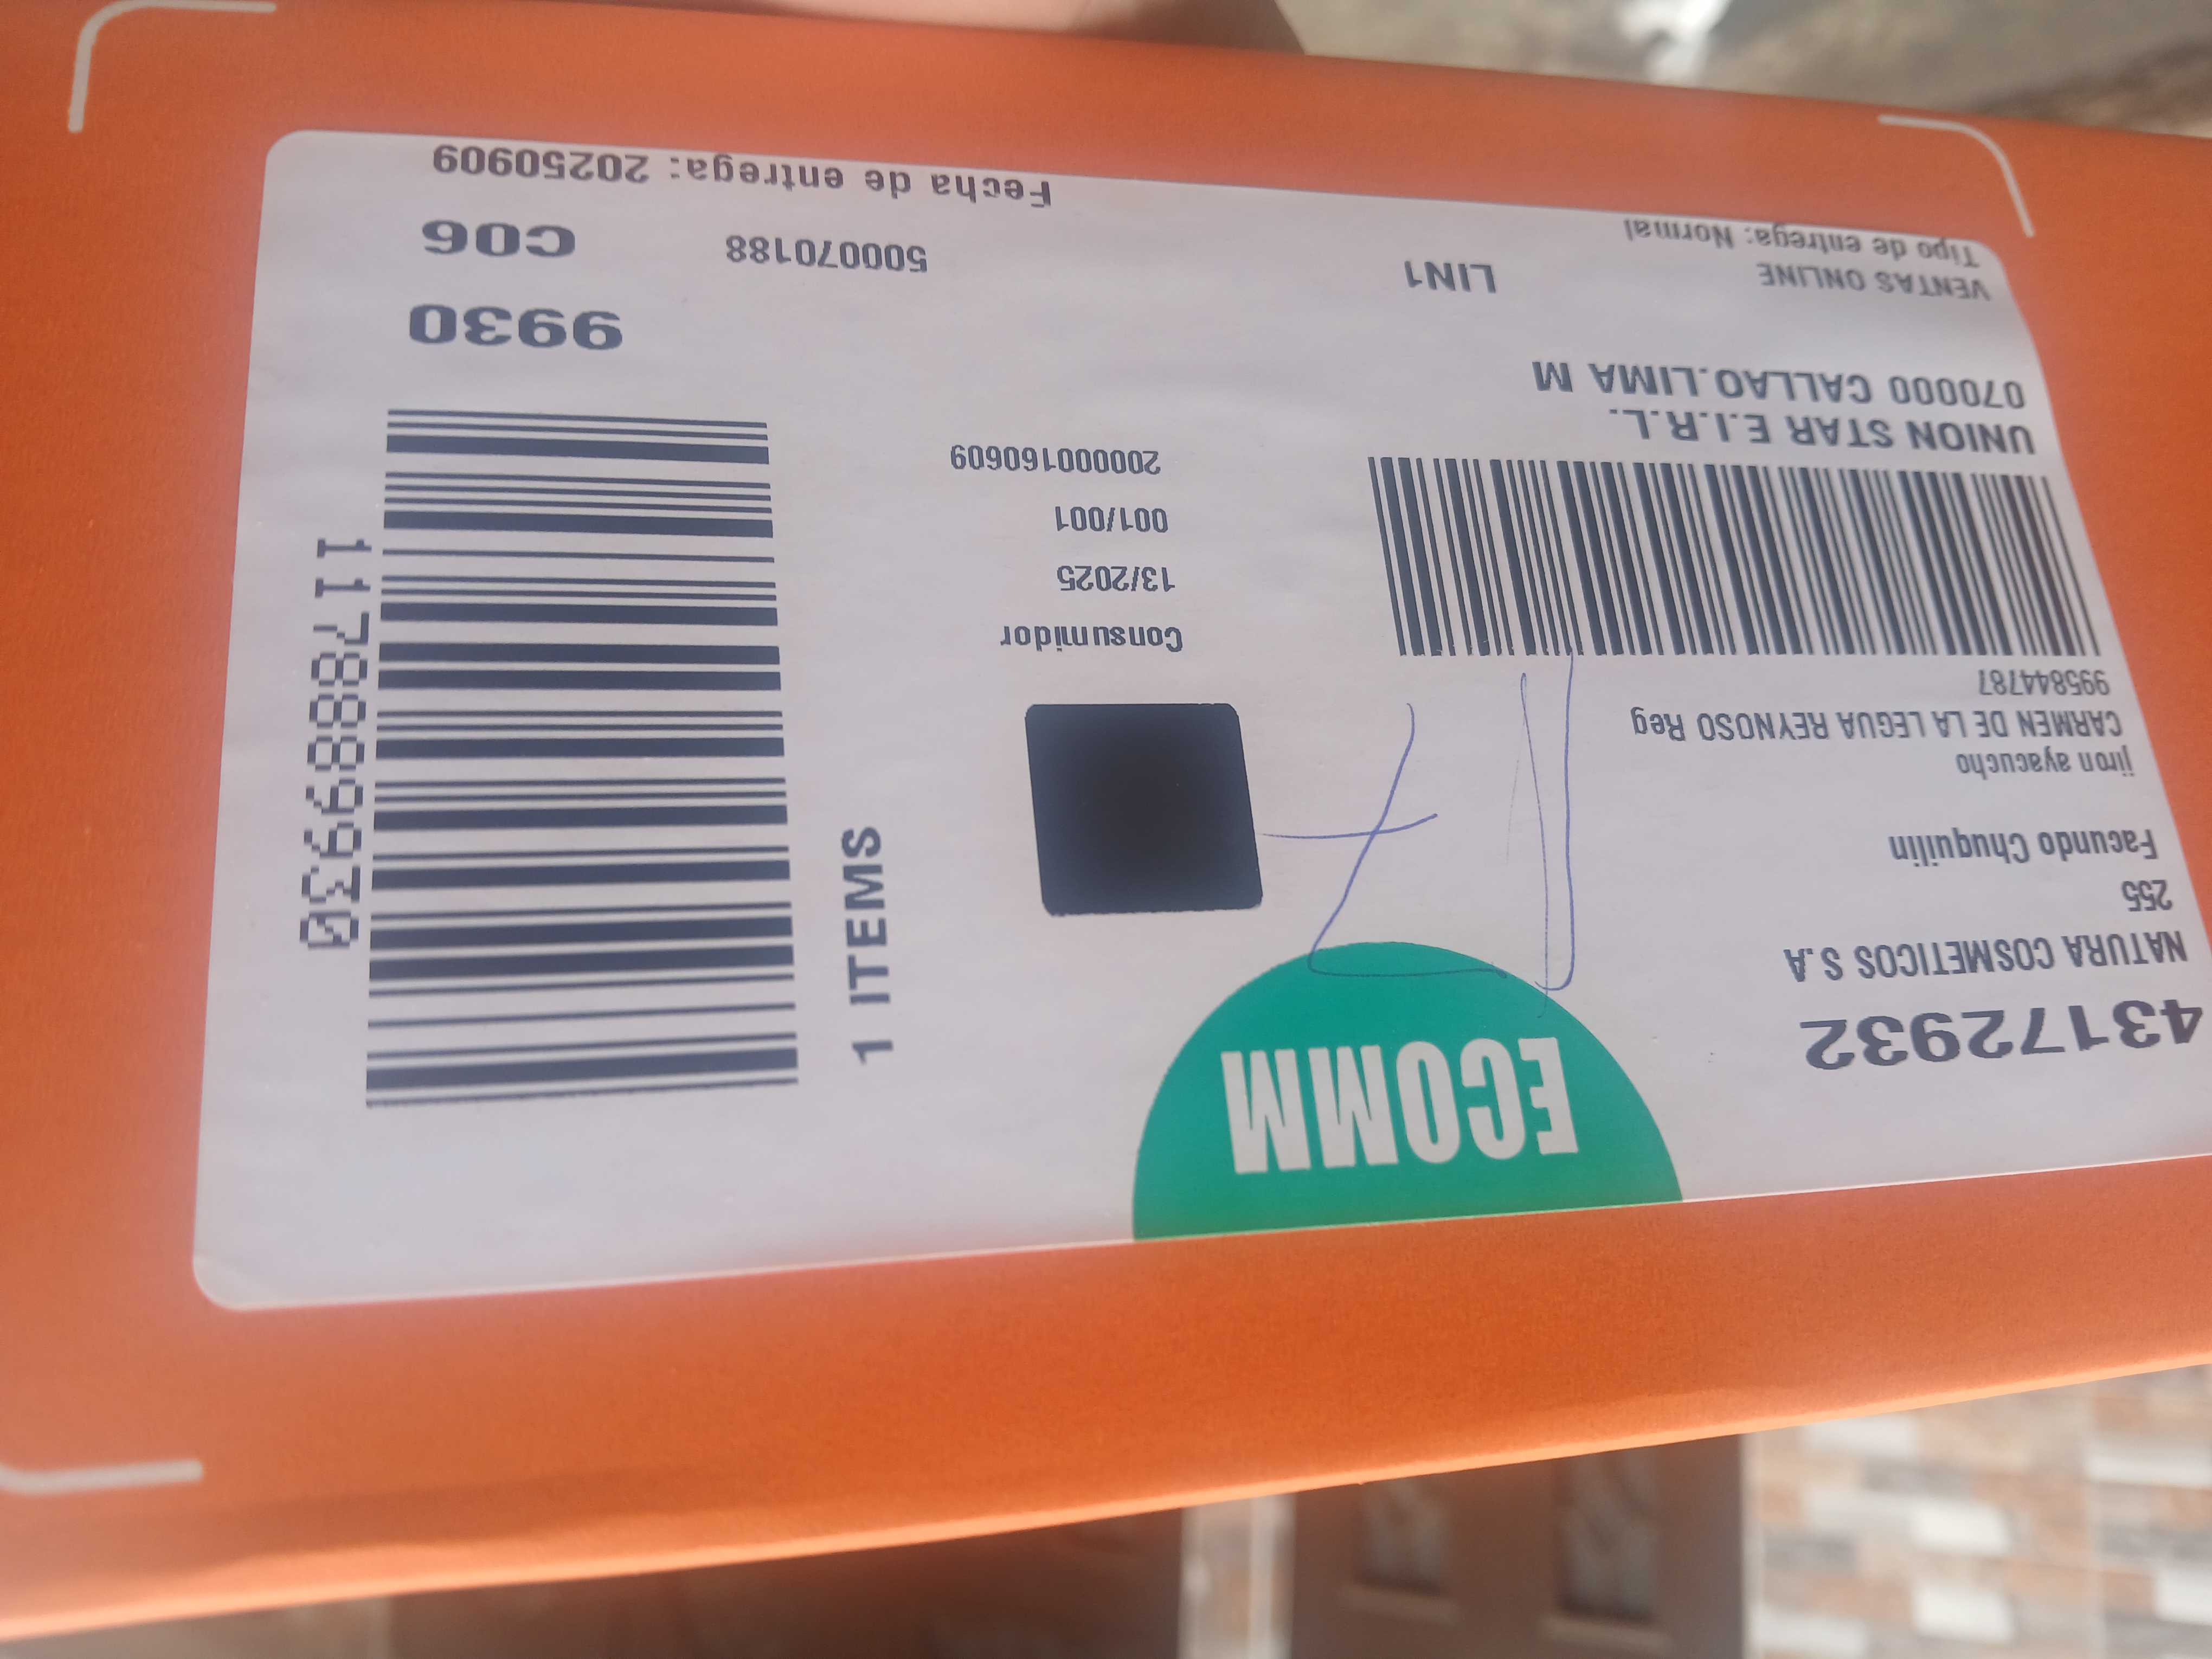 43172932
NATURA COSMETICOS S.A
255
Facundo Chuquilin
jiron ayacucho
CARMEN DE LA LEGUA REYNOSO Reg
995844787
UNION STAR E.I.R.L.
070000 CALLAO.LIMA M
VENTAS ONLINE
LIN1
Tipo de entrega: Normal
ECOMM
Consumidor
13/2025
001/001
200000160609
1 ITEMS
1178889930
9930
500070188
C06
Fecha de entrega: 20250909